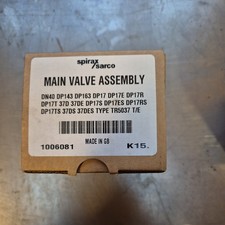 spirax
sarco
MAIN VALVE ASSEMBLY
DN40 DP143 DP163 DP17 DP17E DP17R
DP17T 37D 37DE DP17S DP17ES DP17RS
DP17TS 37DS 37DES TYPE TR5037 T/E
MADE IN GB
1006081 K15.